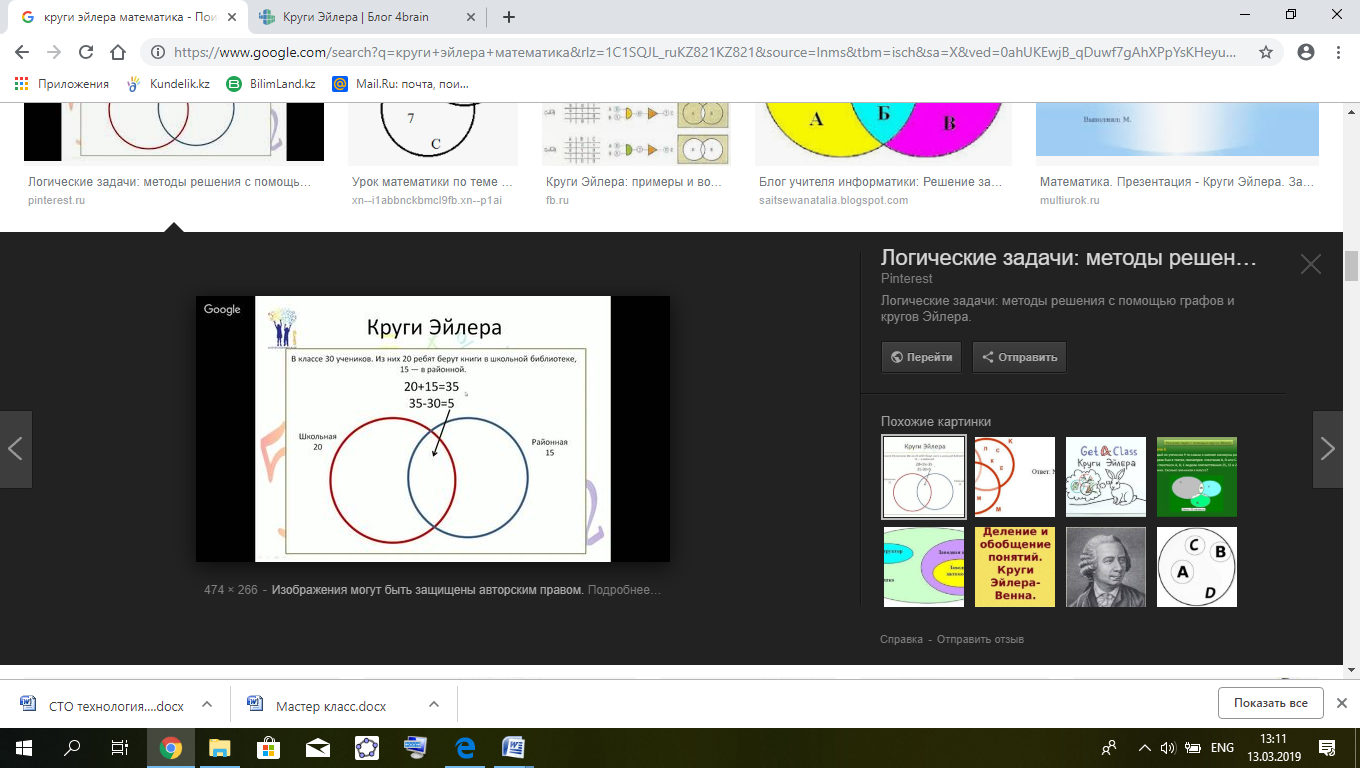 круги эйлера математика - Пои
Круги Эйлера | Блог 4brain
https://www.google.com/search?q=круги+эйлера+математика&rlz=1C1SQJL_ruKZ821KZ821&source=lnms&tbm=isch&sa=X&ved=0ahUKEwjB_qDuwf7gAhXPpYsKHeyu...
Приложения Kundelik.kz BilimLand.kz Mail.Ru: почта, пои...
7
C
А Б В
Выполнил: М.
Логические задачи: методы решения с помощь…
pinterest.ru
Урок математики по теме …
xn--i1abbnckbmcl9fb.xn--p1ai
Круги Эйлера: примеры и во…
fb.ru
Блог учителя информатики: Решение за…
saitsewanatalia.blogspot.com
Математика. Презентация - Круги Эйлера. За…
multiurok.ru
Google
Круги Эйлера
В классе 30 учеников. Из них 20 ребят берут книги в школьной библиотеке,
15 — в районной.
20+15=35
35-30=5
Школьная
20
Районная
15
474 × 266 - Изображения могут быть защищены авторским правом. Подробнее…
Логические задачи: методы решен…
Pinterest
Логические задачи: методы решения с помощью графов и
кругов Эйлера.
Перейти Отправить
Похожие картинки
Круги Эйлера
Get A Class
Круги Эйлера
Деление и
обобщение
понятий.
Круги
Эйлера-
Венна.
C
B
A
D
Справка - Отправить отзыв
СТО технология....docx
Мастер класс.docx
Показать все
ENG
13:11
13.03.2019